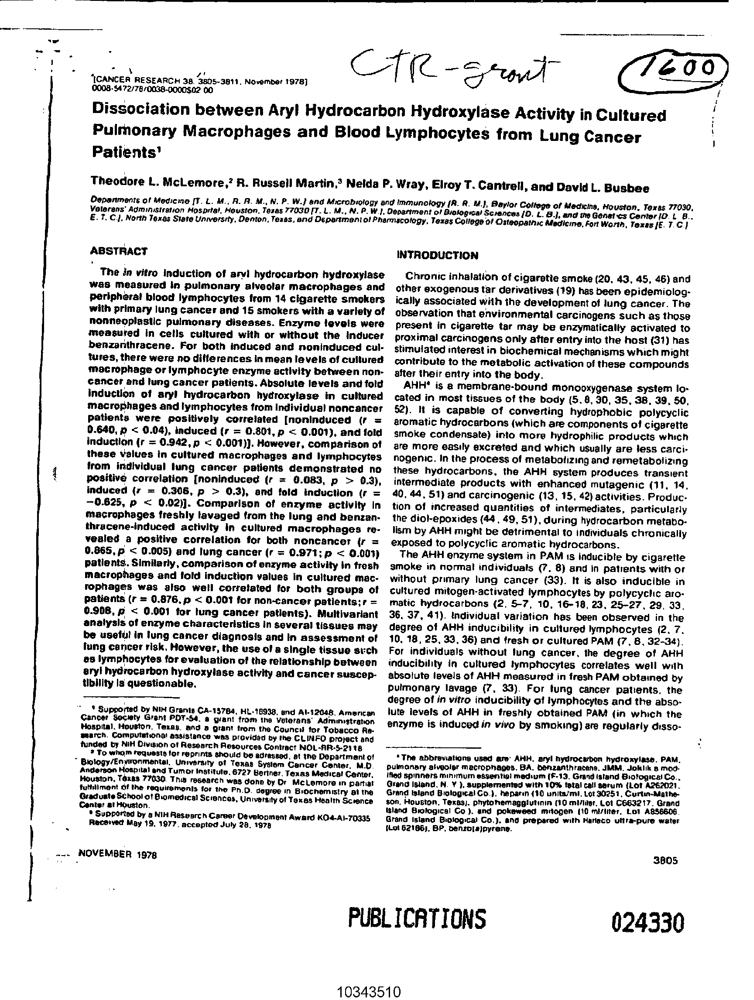 CTR-grant
1600
[CANCER RESEARCH 38, 3805-3811, November 1978]
0008-5472/78/0038-0000$02.00
Dissociation between Aryl Hydrocarbon Hydroxylase Activity in Cultured
Pulmonary Macrophages and Blood Lymphocytes from Lung Cancer
Patients¹
Theodore L. McLemore,² R. Russell Martin,³ Nelda P. Wray, Elroy T. Cantrell, and David L. Busbee
Departments of Medicine [T. L. M., R. R. M., N. P. W.] and Microbiology and Immunology [R. R. M.], Baylor College of Medicine, Houston, Texas 77030,
Veterans' Administration Hospital, Houston, Texas 77030 [T. L. M., N. P. W.], Department of Biological Sciences [D. L. B.], and the Genetics Center [D. L. B.,
E. T. C.], North Texas State University, Denton, Texas, and Department of Pharmacology, Texas College of Osteopathic Medicine, Fort Worth, Texas [E. T. C.]
ABSTRACT
The in vitro induction of aryl hydrocarbon hydroxylase
was measured in pulmonary alveolar macrophages and
peripheral blood lymphocytes from 14 cigarette smokers
with primary lung cancer and 15 smokers with a variety of
nonneoplastic pulmonary diseases. Enzyme levels were
measured in cells cultured with or without the inducer
benzanthracene. For both induced and noninduced cul-
tures, there were no differences in mean levels of cultured
macrophage or lymphocyte enzyme activity between non-
cancer and lung cancer patients. Absolute levels and fold
induction of aryl hydrocarbon hydroxylase in cultured
macrophages and lymphocytes from individual noncancer
patients were positively correlated [noninduced (r =
0.640, p < 0.04), induced (r = 0.801, p < 0.001), and fold
induction (r = 0.942, p < 0.001)]. However, comparison of
these values in cultured macrophages and lymphocytes
from individual lung cancer patients demonstrated no
positive correlation [noninduced (r = 0.083, p > 0.3),
induced (r = 0.306, p > 0.3), and fold induction (r =
-0.625, p < 0.02)]. Comparison of enzyme activity in
macrophages freshly lavaged from the lung and benzan-
thracene-induced activity in cultured macrophages re-
vealed a positive correlation for both noncancer (r =
0.865, p < 0.005) and lung cancer (r = 0.971; p < 0.001)
patients. Similarly, comparison of enzyme activity in fresh
macrophages and fold induction values in cultured mac-
rophages was also well correlated for both groups of
patients (r = 0.876, p < 0.001 for non-cancer patients; r =
0.908, p < 0.001 for lung cancer patients). Multivariant
analysis of enzyme characteristics in several tissues may
be useful in lung cancer diagnosis and in assessment of
lung cancer risk. However, the use of a single tissue such
as lymphocytes for evaluation of the relationship between
aryl hydrocarbon hydroxylase activity and cancer suscep-
tibility is questionable.
¹ Supported by NIH Grants CA-15784, HL-16938, and AI-12048, American
Cancer Society Grant PDT-54, a grant from the Veterans' Administration
Hospital, Houston, Texas, and a grant from the Council for Tobacco Re-
search. Computational assistance was provided by the CLINFO project and
funded by NIH Division of Research Resources Contract NOL-RR-5-2118
² To whom requests for reprints should be adressed, at the Department of
Biology/Environmental, University of Texas System Cancer Center, M.D.
Anderson Hospital and Tumor Institute, 6727 Bertner, Texas Medical Center,
Houston, Texas 77030. This research was done by Dr. McLemore in partial
fulfillment of the requirements for the Ph.D. degree in Biochemistry at the
Graduate School of Biomedical Sciences, University of Texas Health Science
Center at Houston.
³ Supported by a NIH Research Career Development Award KO4-AI-70335
Received May 19, 1977, accepted July 28, 1978
INTRODUCTION
Chronic inhalation of cigarette smoke (20, 43, 45, 46) and
other exogenous tar derivatives (19) has been epidemiolog-
ically associated with the development of lung cancer. The
observation that environmental carcinogens such as those
present in cigarette tar may be enzymatically activated to
proximal carcinogens only after entry into the host (31) has
stimulated interest in biochemical mechanisms which might
contribute to the metabolic activation of these compounds
after their entry into the body.
AHH⁴ is a membrane-bound monooxygenase system lo-
cated in most tissues of the body (5, 8, 30, 35, 38, 39, 50,
52). It is capable of converting hydrophobic polycyclic
aromatic hydrocarbons (which are components of cigarette
smoke condensate) into more hydrophilic products which
are more easily excreted and which usually are less carci-
nogenic. In the process of metabolizing and remetabolizing
these hydrocarbons, the AHH system produces transient
intermediate products with enhanced mutagenic (11, 14,
40, 44, 51) and carcinogenic (13, 15, 42) activities. Produc-
tion of increased quantities of intermediates, particularly
the diol-epoxides (44, 49, 51), during hydrocarbon metabo-
lism by AHH might be detrimental to individuals chronically
exposed to polycyclic aromatic hydrocarbons.
The AHH enzyme system in PAM is inducible by cigarette
smoke in normal individuals (7, 8) and in patients with or
without primary lung cancer (33). It is also inducible in
cultured mitogen-activated lymphocytes by polycyclic aro-
matic hydrocarbons (2, 5-7, 10, 16-18, 23, 25-27, 29, 33,
36, 37, 41). Individual variation has been observed in the
degree of AHH inducibility in cultured lymphocytes (2, 7,
10, 18, 25, 33, 36) and fresh or cultured PAM (7, 8, 32-34).
For individuals without lung cancer, the degree of AHH
inducibility in cultured lymphocytes correlates well with
absolute levels of AHH measured in fresh PAM obtained by
pulmonary lavage (7, 33). For lung cancer patients, the
degree of in vitro inducibility of lymphocytes and the abso-
lute levels of AHH in freshly obtained PAM (in which the
enzyme is induced in vivo by smoking) are regularly disso-
⁴ The abbreviations used are: AHH, aryl hydrocarbon hydroxylase, PAM,
pulmonary alveolar macrophages, BA, benzanthracene, JMM, Joklik's mod-
ified spinners minimum essential medium (F-13, Grand Island Biological Co.,
Grand Island, N. Y.), supplemented with 10% fetal calf serum (Lot A262021,
Grand Island Biological Co.), heparin (10 units/ml, Lot 30251, Curtin-Mathe-
son, Houston, Texas), phytohemagglutinin (10 ml/liter, Lot C663217, Grand
Island Biological Co.), and pokeweed mitogen (10 ml/liter, Lot A856606,
Grand Island Biological Co.), and prepared with Harleco ultra-pure water
(Lot 62186), BP, benzo[a]pyrene.
NOVEMBER 1978
3805
PUBLICATIONS
024330
10343510